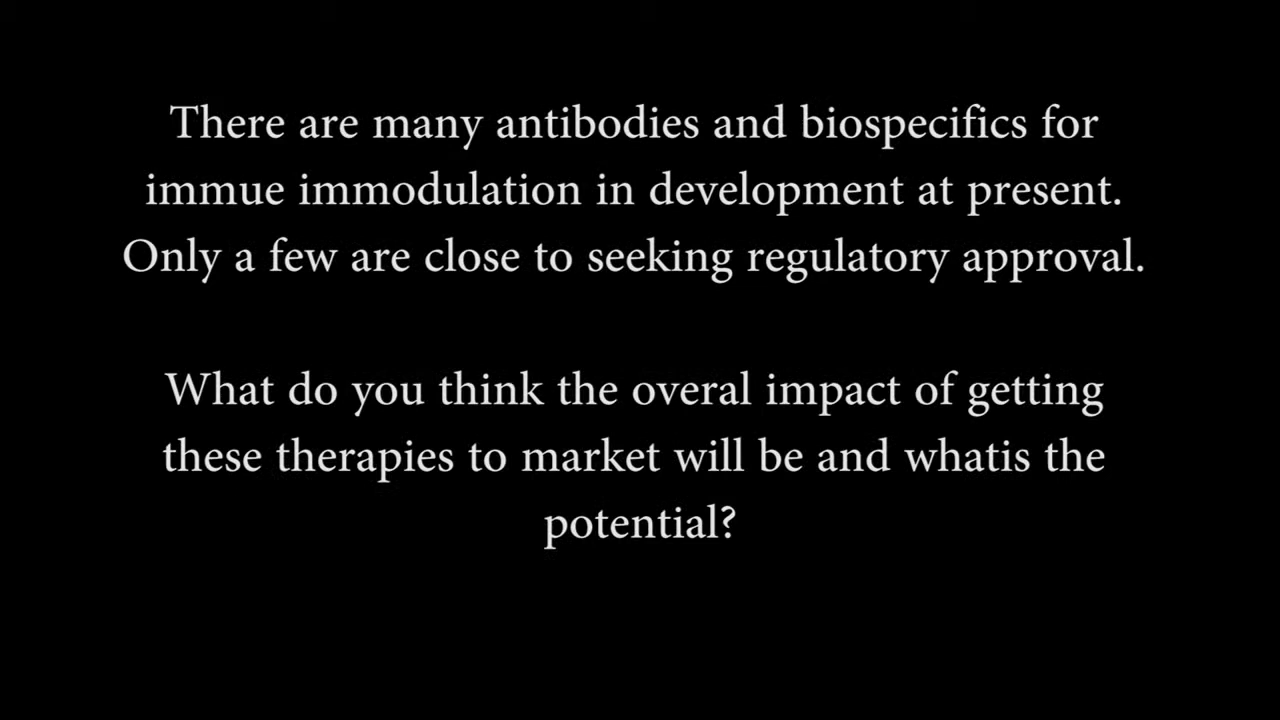 There are many antibodies and biospecifics for
immue immodulation in development at present.
Only a few are close to seeking regulatory approval.
What do you think the overal impact of getting
these therapies to market will be and whatis the
potential?